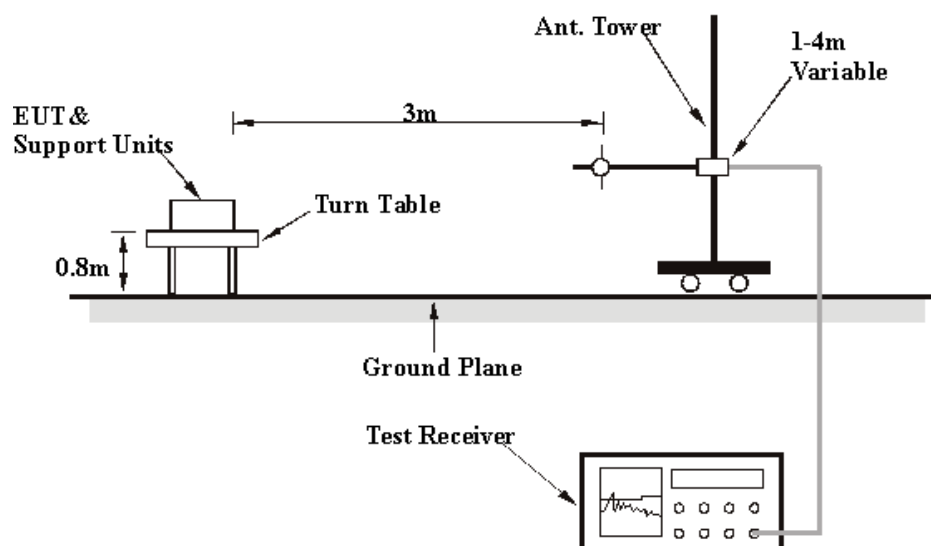 Ant. Tower
1-4m
Variable
3m
EUT&
Support Units
Turn Table
0.8m
Ground Plane
Test Receiver